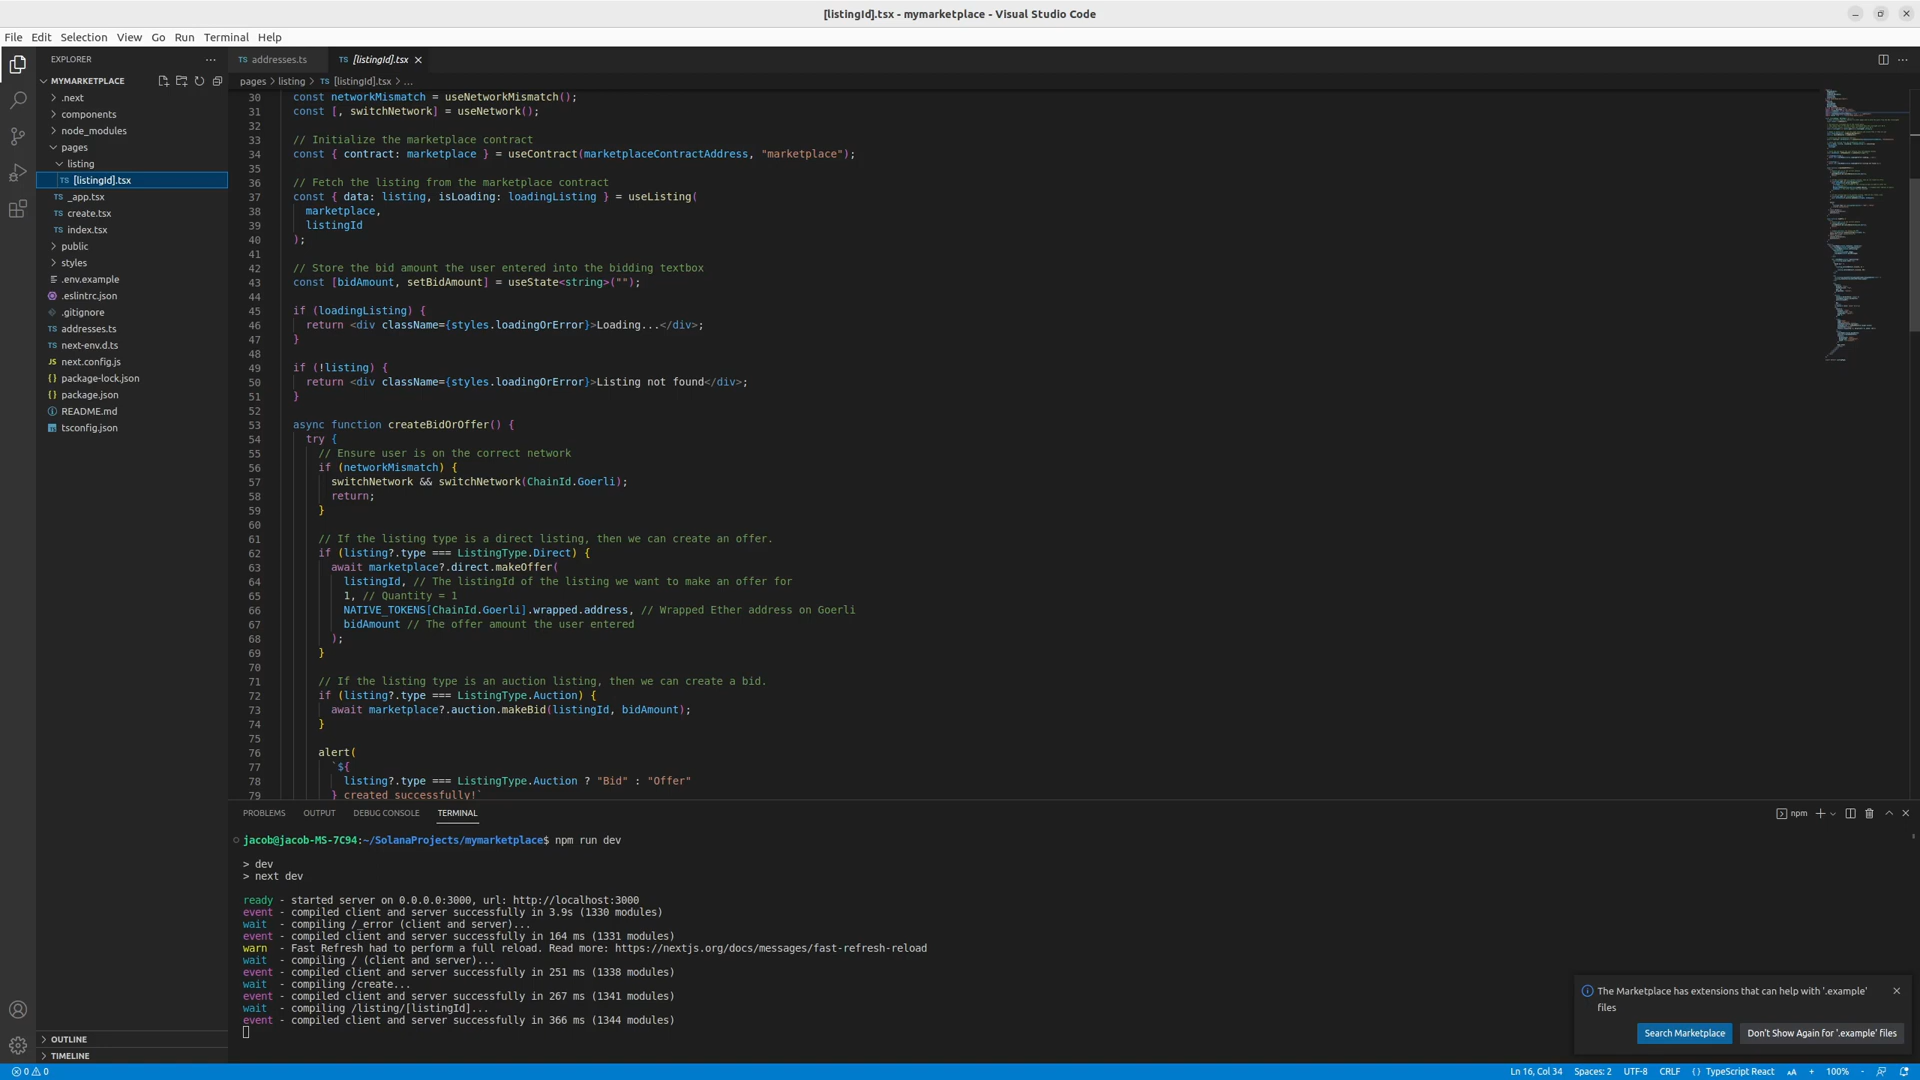 [listingId].tsx - mymarketplace - Visual Studio Code
File Edit Selection View Go Run Terminal Help
EXPLORER
MYMARKETPLACE
.next
components
node_modules
pages
listing
TS [listingId].tsx
TS _app.tsx
TS create.tsx
TS index.tsx
public
styles
.env.example
.eslintrc.json
.gitignore
TS addresses.ts
TS next-env.d.ts
JS next.config.js
{} package-lock.json
{} package.json
README.md
tsconfig.json
OUTLINE
TIMELINE
TS addresses.ts
TS [listingId].tsx
pages > listing > TS [listingId].tsx > ...
30 const networkMismatch = useNetworkMismatch();
31 const [, switchNetwork] = useNetwork();
32
33 // Initialize the marketplace contract
34 const { contract: marketplace } = useContract(marketplaceContractAddress, "marketplace");
35
36 // Fetch the listing from the marketplace contract
37 const { data: listing, isLoading: loadingListing } = useListing(
38 marketplace,
39 listingId
40 );
41
42 // Store the bid amount the user entered into the bidding textbox
43 const [bidAmount, setBidAmount] = useState<string>("");
44
45 if (loadingListing) {
46 return <div className={styles.loadingOrError}>Loading...</div>;
47 }
48
49 if (!listing) {
50 return <div className={styles.loadingOrError}>Listing not found</div>;
51 }
52
53 async function createBidOrOffer() {
54 try {
55 // Ensure user is on the correct network
56 if (networkMismatch) {
57 switchNetwork && switchNetwork(ChainId.Goerli);
58 return;
59 }
60
61 // If the listing type is a direct listing, then we can create an offer.
62 if (listing?.type === ListingType.Direct) {
63 await marketplace?.direct.makeOffer(
64 listingId, // The listingId of the listing we want to make an offer for
65 1, // Quantity = 1
66 NATIVE_TOKENS[ChainId.Goerli].wrapped.address, // Wrapped Ether address on Goerli
67 bidAmount // The offer amount the user entered
68 );
69 }
70
71 // If the listing type is an auction listing, then we can create a bid.
72 if (listing?.type === ListingType.Auction) {
73 await marketplace?.auction.makeBid(listingId, bidAmount);
74 }
75
76 alert(
77 `${
78 listing?.type === ListingType.Auction ? "Bid" : "Offer"
79 } created successfully!`
PROBLEMS OUTPUT DEBUG CONSOLE TERMINAL
npm
jacob@jacob-MS-7C94:~/SolanaProjects/mymarketplace$ npm run dev
> dev
> next dev
ready - started server on 0.0.0.0:3000, url: http://localhost:3000
event - compiled client and server successfully in 3.9s (1330 modules)
wait - compiling /_error (client and server)...
event - compiled client and server successfully in 164 ms (1331 modules)
warn - Fast Refresh had to perform a full reload. Read more: https://nextjs.org/docs/messages/fast-refresh-reload
wait - compiling / (client and server)...
event - compiled client and server successfully in 251 ms (1338 modules)
wait - compiling /create...
event - compiled client and server successfully in 267 ms (1341 modules)
wait - compiling /listing/[listingId]...
event - compiled client and server successfully in 366 ms (1344 modules)
The Marketplace has extensions that can help with '.example'
files
Search Marketplace
Don't Show Again for '.example' files
0 0
Ln 16, Col 34 Spaces: 2 UTF-8 CRLF {} TypeScript React AA + 100% -